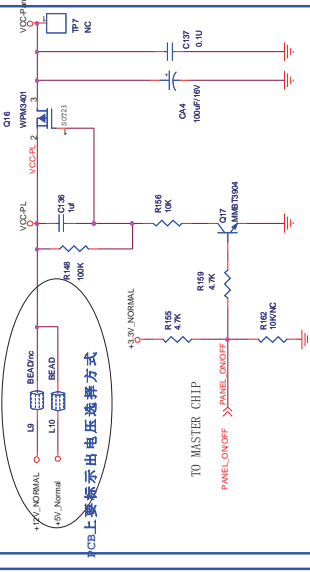 +12V_NORMAL
L9
BEAD/nc
+5V_Normal
L10
BEAD
PCB上要标示出电压选择方式
VCC-PL
R148
100K
C136
1uf
VCC-PL
2
3
Q16
WPM3401
SOT23
VCC-Panel
TP7
NC
C137
0.1U
CA4
100uF/16V
R156
10K
Q17
MMBT3904
R159
4.7K
+3.3V_NORMAL
R155
4.7K
R162
10K/NC
TO MASTER CHIP
PANEL_ON/OFF
PANEL_ON/OFF